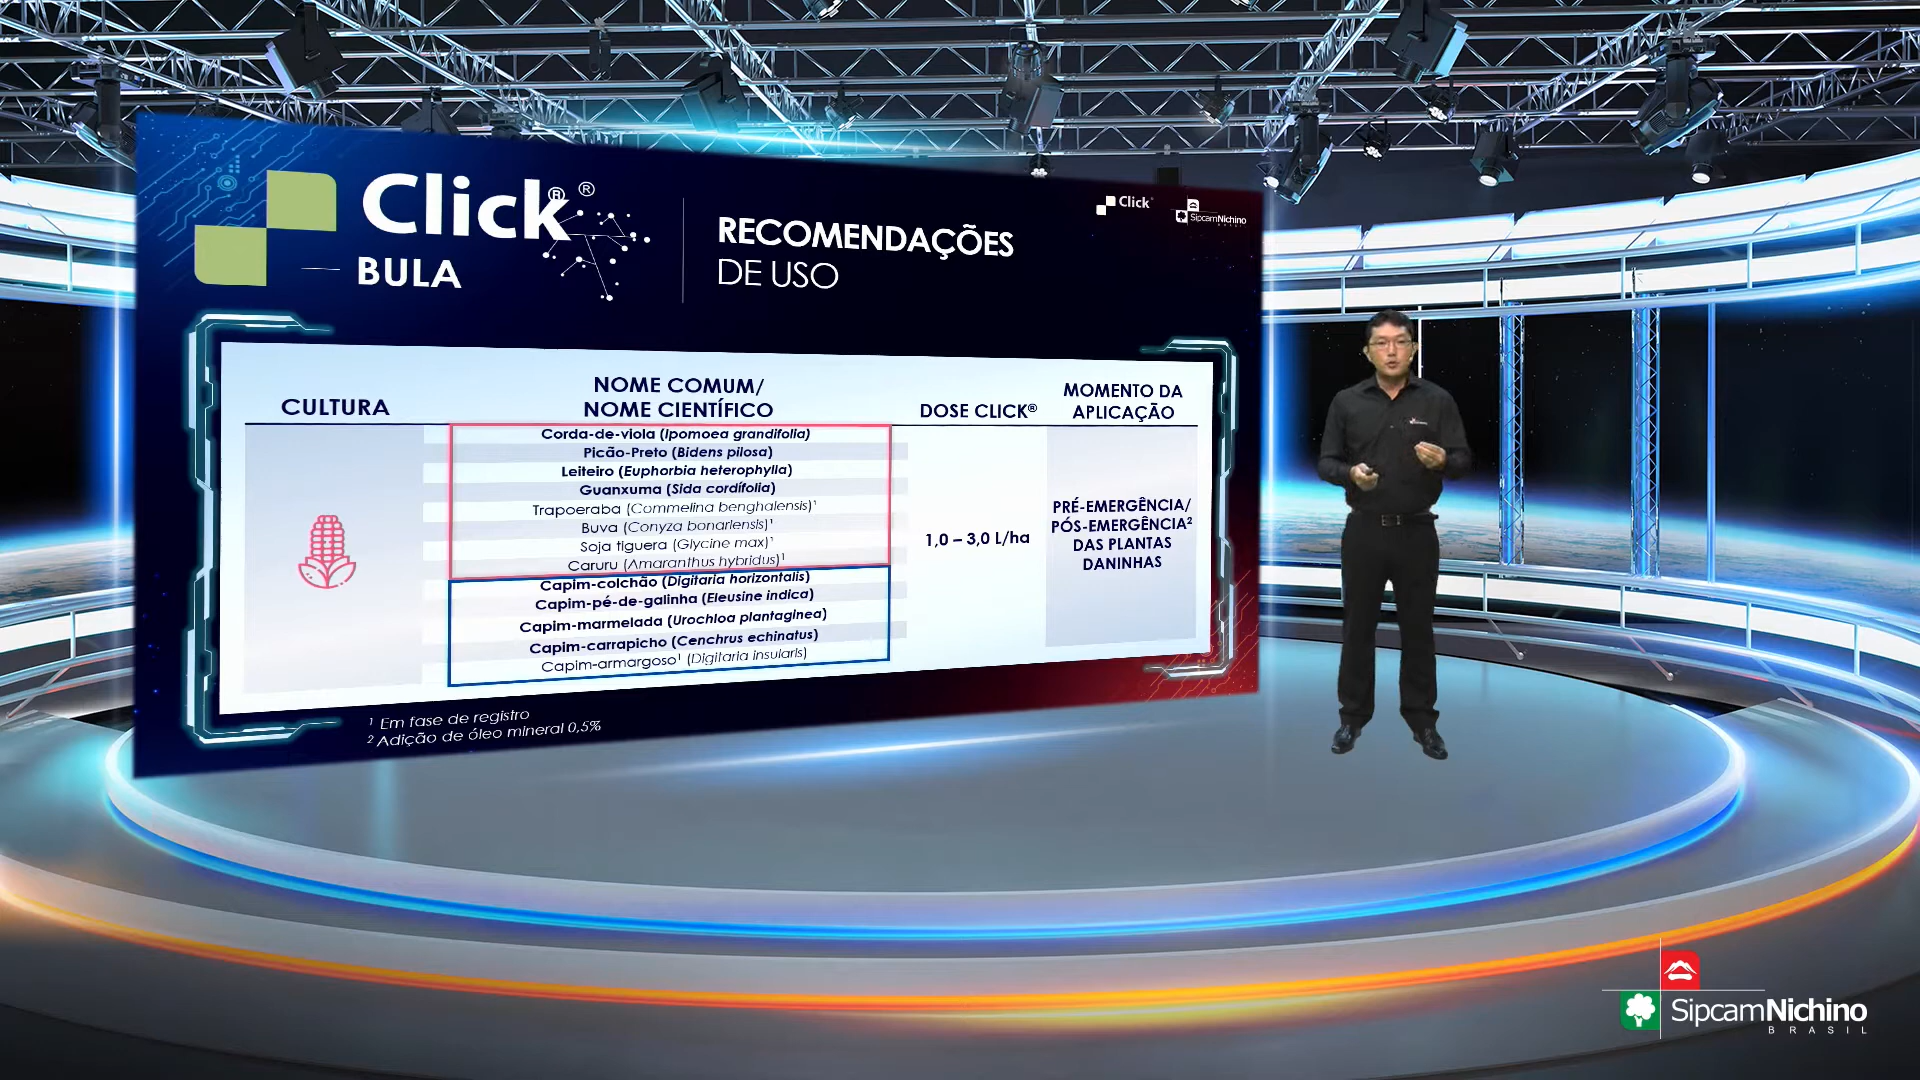 Click®®
BULA
RECOMENDAÇÕES
DE USO
Click®
SipcamNichino
CULTURA
NOME COMUM/
NOME CIENTÍFICO
DOSE CLICK®
MOMENTO DA
APLICAÇÃO
Corda-de-viola (Ipomoea grandifolia)
Picão-Preto (Bidens pilosa)
Leiteiro (Euphorbia heterophylla)
Guanxuma (Sida cordífolia)
Trapoeraba (Commelina benghalensis)¹
Buva (Conyza bonariensis)¹
Soja tiguera (Glycine max)¹
Caruru (Amaranthus hybridus)¹
Capim-colchão (Digitaria horizontalis)
Capim-pé-de-galinha (Eleusine indica)
Capim-marmelada (Urochloa plantaginea)
Capim-carrapicho (Cenchrus echinatus)
Capim-armargoso¹ (Digitaria insularis)
1,0 – 3,0 L/ha
PRÉ-EMERGÊNCIA/
PÓS-EMERGÊNCIA²
DAS PLANTAS
DANINHAS
¹ Em fase de registro
² Adição de óleo mineral 0,5%
SipcamNichino
BRASIL